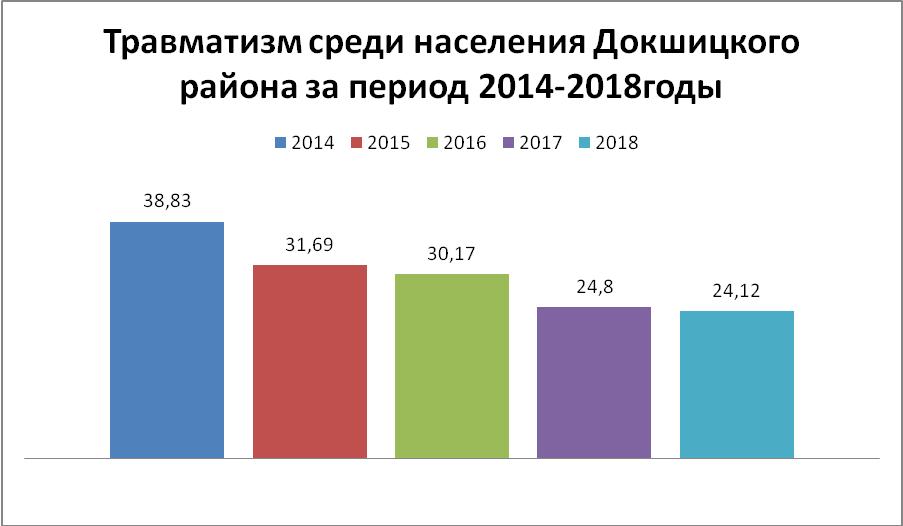 Травматизм среди населения Докшицкого
района за период 2014-2018годы
2014 2015 2016 2017 2018
38,83
31,69
30,17
24,8
24,12